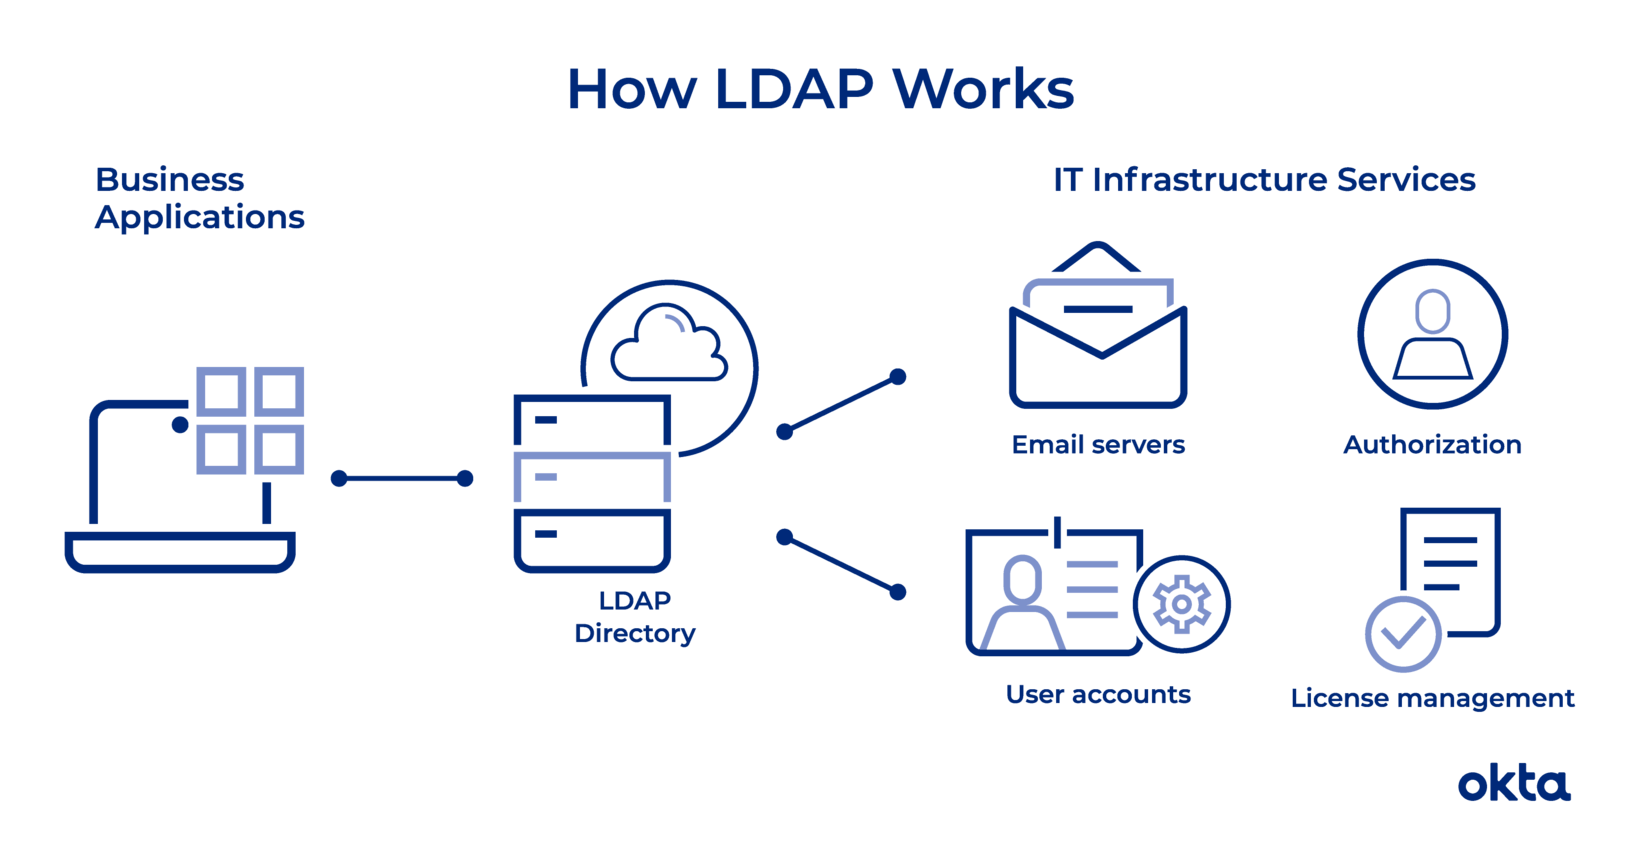 How LDAP Works
Business
Applications
IT Infrastructure Services
Email servers
Authorization
LDAP
Directory
User accounts
License management
okta